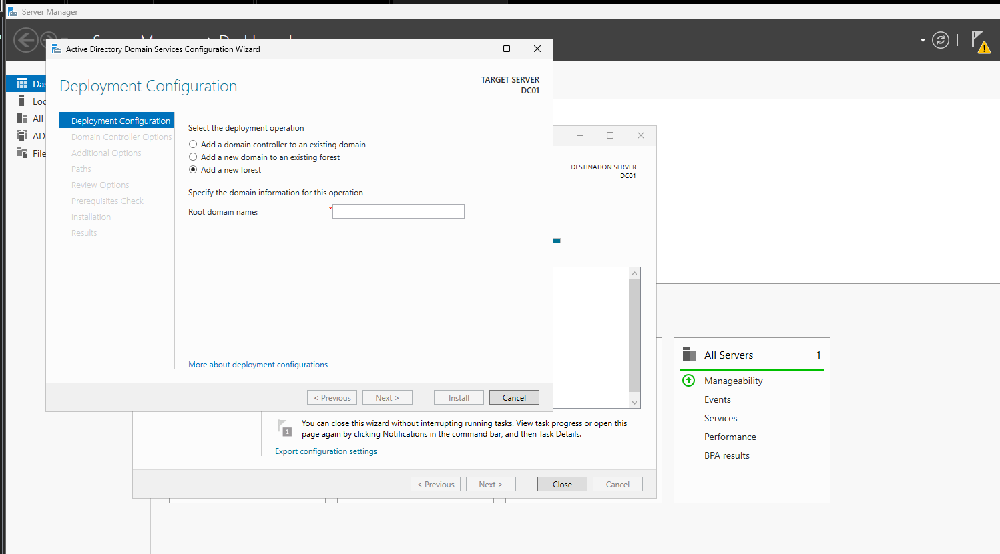 Server Manager
Active Directory Domain Services Configuration Wizard
Deployment Configuration
TARGET SERVER
DC01
Deployment Configuration
Domain Controller Options
Additional Options
Paths
Review Options
Prerequisites Check
Installation
Results
Select the deployment operation
Add a domain controller to an existing domain
Add a new domain to an existing forest
Add a new forest
Specify the domain information for this operation
Root domain name:
*
More about deployment configurations
< Previous
Next >
Install
Cancel
All
AD
File
DESTINATION SERVER
DC01
1
You can close this wizard without interrupting running tasks. View task progress or open this
page again by clicking Notifications in the command bar, and then Task Details.
Export configuration settings
< Previous
Next >
Close
Cancel
All Servers 1
Manageability
Events
Services
Performance
BPA results